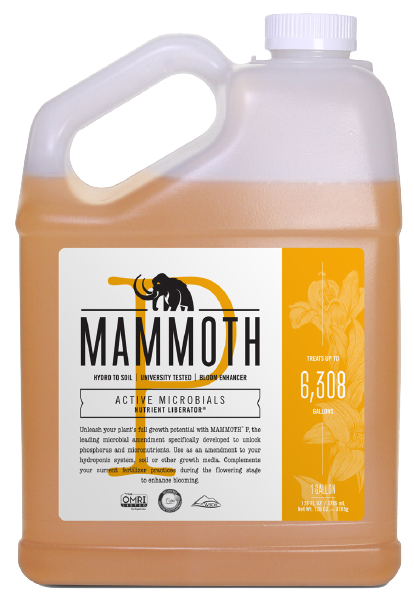 P
MAMMOTH
HYDRO TO SOIL | UNIVERSITY TESTED | BLOOM ENHANCER
ACTIVE MICROBIALS
NUTRIENT LIBERATOR®
Unleash your plant's full growth potential with MAMMOTH™ P, the
leading microbial amendment specifically developed to unlock
phosphorus and micronutrients. Use as an amendment to your
hydroponic system, soil or other growth media. Complements
your current fertilizer practices during the flowering stage
to enhance blooming.
OMRI
LISTED
TREATS UP TO
6,308
GALLONS
1 GALLON